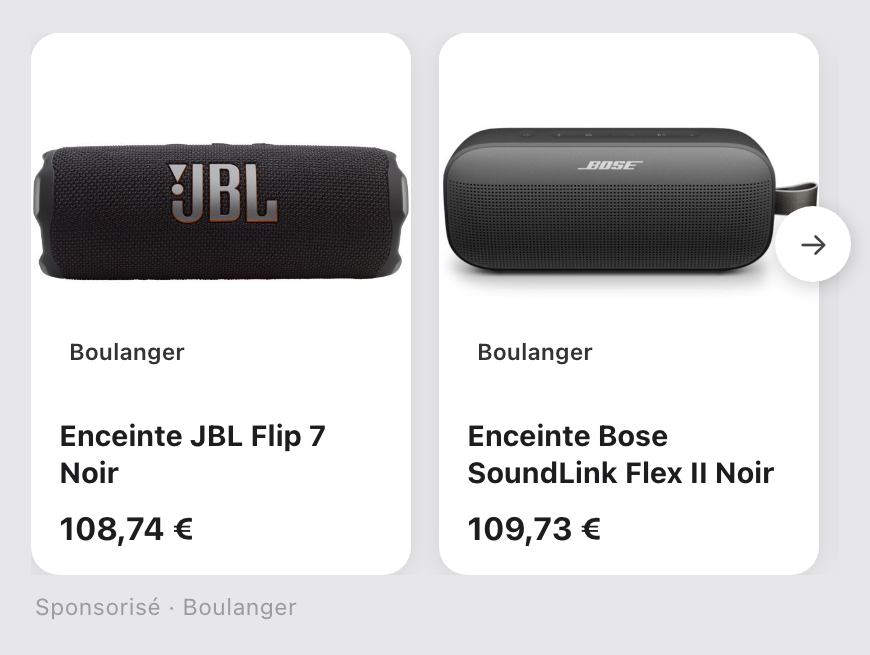 JBL
BOSE
Boulanger
Boulanger
Enceinte JBL Flip 7
Noir
108,74 €
Enceinte Bose
SoundLink Flex II Noir
109,73 €
Sponsorisé · Boulanger